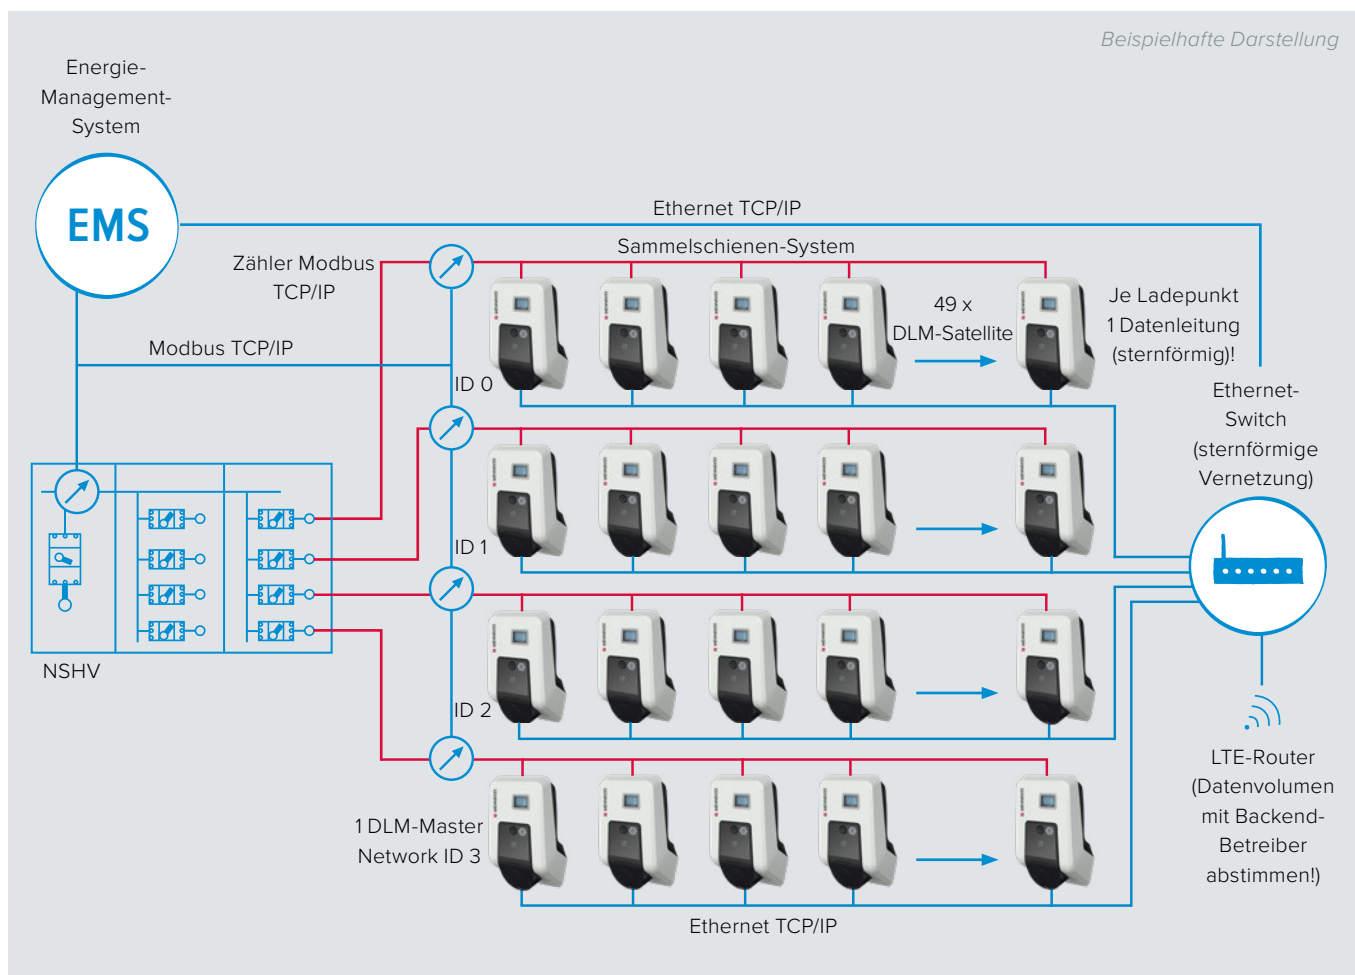 Beispielhafte Darstellung
Energie-
Management-
System
EMS
Ethernet TCP/IP
Sammelschienen-System
Zähler Modbus
TCP/IP
49 x
DLM-Satellite
Je Ladepunkt
1 Datenleitung
(sternförmig)!
Modbus TCP/IP
ID 0
Ethernet-
Switch
(sternförmige
Vernetzung)
ID 1
NSHV
ID 2
LTE-Router
(Datenvolumen
mit Backend-
Betreiber
abstimmen!)
1 DLM-Master
Network ID 3
Ethernet TCP/IP